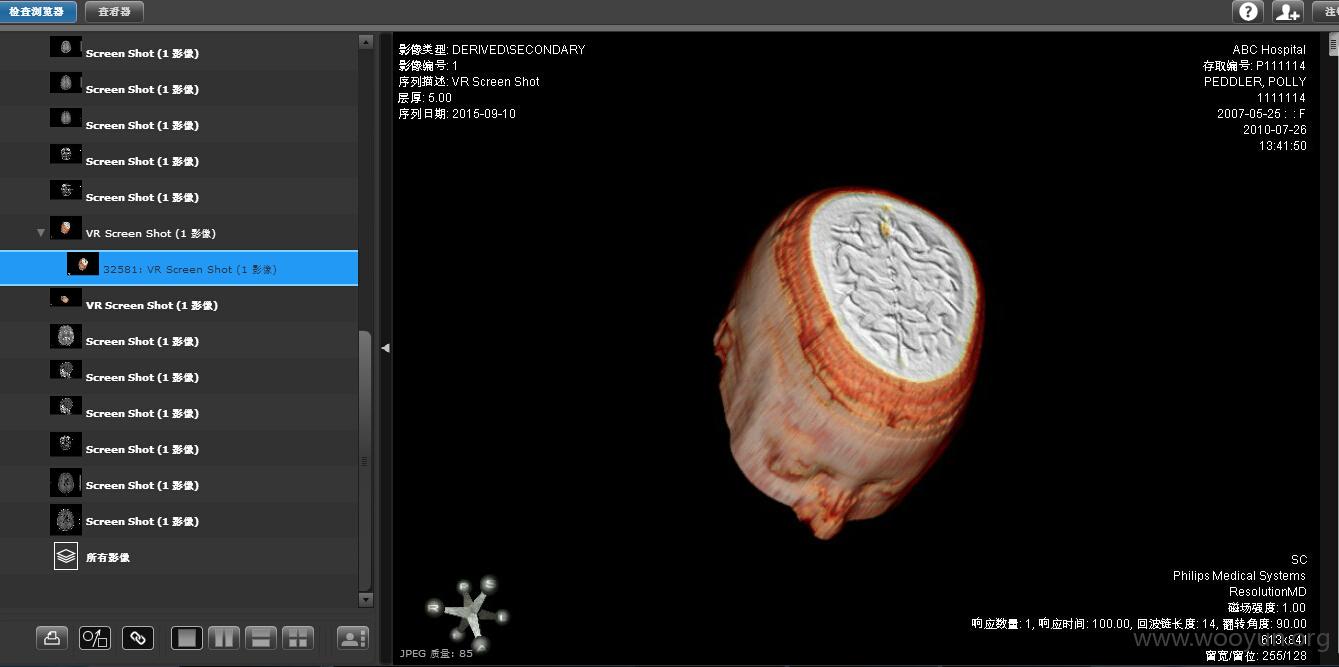 检查浏览器
查看器
Screen Shot (1 影像)
Screen Shot (1 影像)
Screen Shot (1 影像)
Screen Shot (1 影像)
Screen Shot (1 影像)
VR Screen Shot (1 影像)
32581: VR Screen Shot (1 影像)
VR Screen Shot (1 影像)
Screen Shot (1 影像)
Screen Shot (1 影像)
Screen Shot (1 影像)
Screen Shot (1 影像)
Screen Shot (1 影像)
Screen Shot (1 影像)
所有影像
影像类型: DERIVED\SECONDARY
影像编号: 1
序列描述: VR Screen Shot
层厚: 5.00
序列日期: 2015-09-10
ABC Hospital
存取编号: P111114
PEDDLER, POLLY
1111114
2007-05-25 : : F
2010-07-26
13:41:50
R
S
L
JPEG 质量: 85
SC
Philips Medical Systems
ResolutionMD
磁场强度: 1.00
响应数量: 1, 响应时间: 100.00, 回波链长度: 14, 翻转角度: 90.00
613x841
窗宽/窗位: 255/128